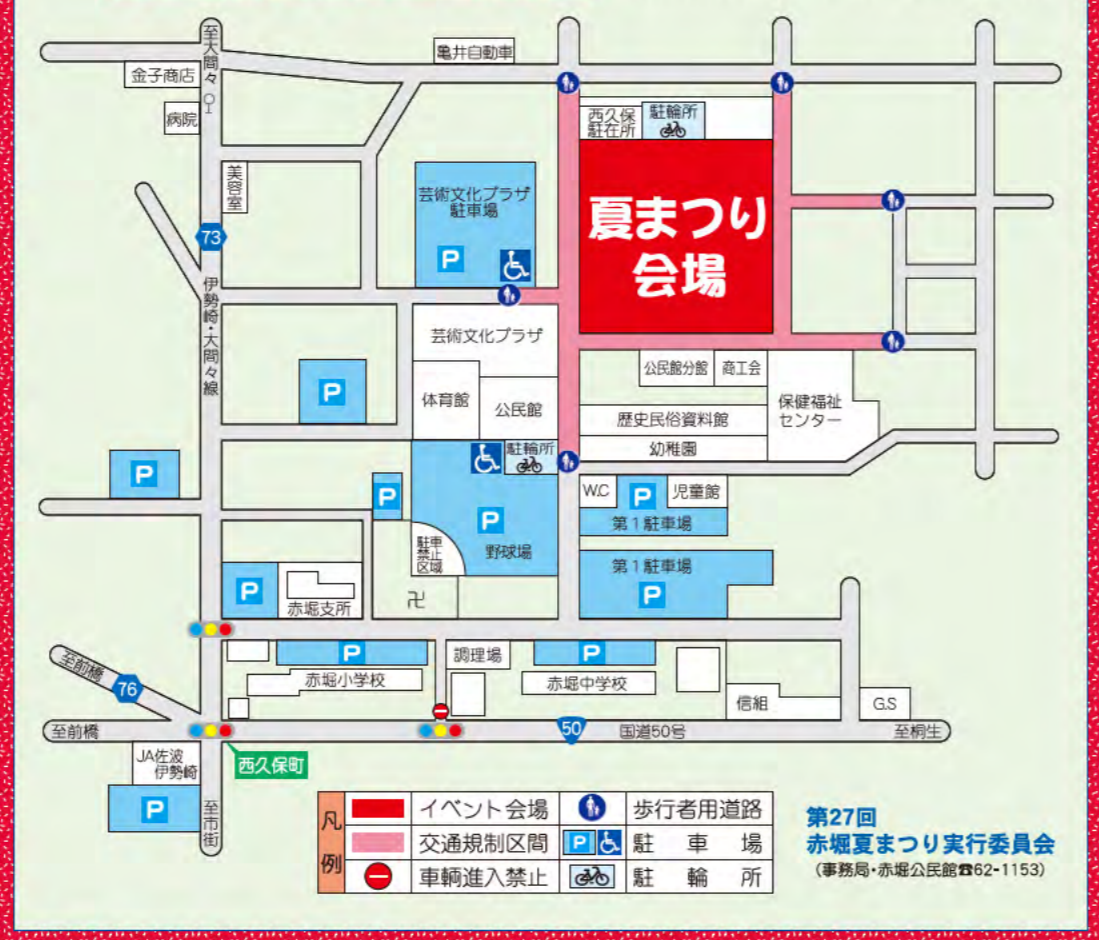 至大間々
亀井自動車
金子商店
病院
美容室
西久保
駐在所
駐輪所
芸術文化プラザ
駐車場
P
夏まつり
会場
73
伊勢崎・大間々線
芸術文化プラザ
P
体育館
公民館
公民館分館
商工会
歴史民俗資料館
幼稚園
保健福祉
センター
P
駐輪所
P
P
野球場
駐車
禁止
区域
卍
W.C
P
児童館
第1駐車場
第1駐車場
P
P
赤堀支所
P
赤堀小学校
調理場
P
赤堀中学校
信組
G.S
至前橋
76
至前橋
50
国道50号
至桐生
JA佐波
伊勢崎
P
西久保町
至市街
凡例
イベント会場
歩行者用道路
交通規制区間
P
駐車場
車輌進入禁止
駐輪所
第27回
赤堀夏まつり実行委員会
(事務局・赤堀公民館☎62-1153)